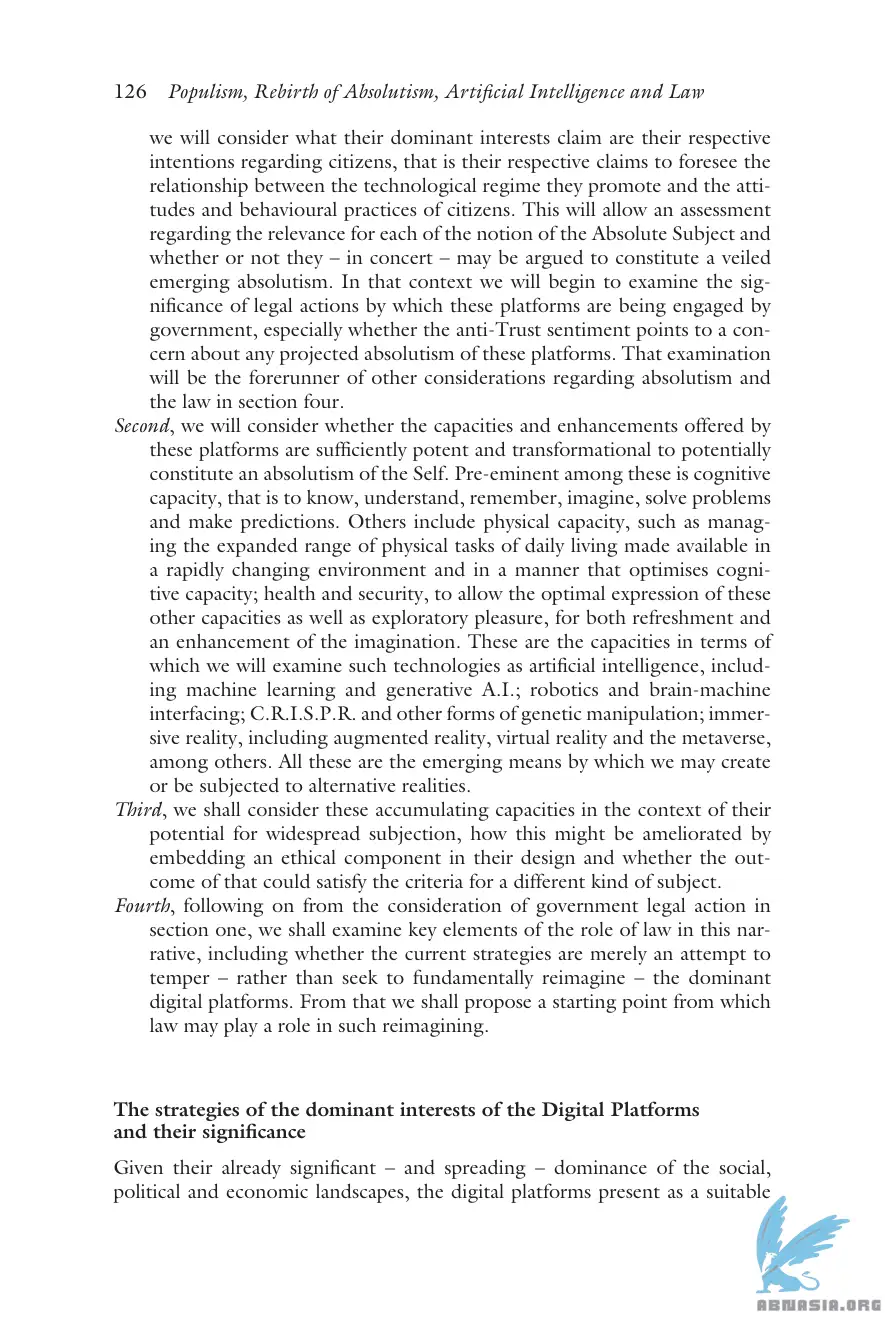 126 Populism, Rebirth of Absolutism, Artificial Intelligence and Law
we will consider what their dominant interests claim are their respective
intentions regarding citizens, that is their respective claims to foresee the
relationship between the technological regime they promote and the atti-
tudes and behavioural practices of citizens. This will allow an assessment
regarding the relevance for each of the notion of the Absolute Subject and
whether or not they – in concert – may be argued to constitute a veiled
emerging absolutism. In that context we will begin to examine the sig-
nificance of legal actions by which these platforms are being engaged by
government, especially whether the anti-Trust sentiment points to a con-
cern about any projected absolutism of these platforms. That examination
will be the forerunner of other considerations regarding absolutism and
the law in section four.
Second, we will consider whether the capacities and enhancements offered by
these platforms are sufficiently potent and transformational to potentially
constitute an absolutism of the Self. Pre-eminent among these is cognitive
capacity, that is to know, understand, remember, imagine, solve problems
and make predictions. Others include physical capacity, such as manag-
ing the expanded range of physical tasks of daily living made available in
a rapidly changing environment and in a manner that optimises cogni-
tive capacity; health and security, to allow the optimal expression of these
other capacities as well as exploratory pleasure, for both refreshment and
an enhancement of the imagination. These are the capacities in terms of
which we will examine such technologies as artificial intelligence, includ-
ing machine learning and generative A.I.; robotics and brain-machine
interfacing; C.R.I.S.P.R. and other forms of genetic manipulation; immer-
sive reality, including augmented reality, virtual reality and the metaverse,
among others. All these are the emerging means by which we may create
or be subjected to alternative realities.
Third, we shall consider these accumulating capacities in the context of their
potential for widespread subjection, how this might be ameliorated by
embedding an ethical component in their design and whether the out-
come of that could satisfy the criteria for a different kind of subject.
Fourth, following on from the consideration of government legal action in
section one, we shall examine key elements of the role of law in this nar-
rative, including whether the current strategies are merely an attempt to
temper – rather than seek to fundamentally reimagine – the dominant
digital platforms. From that we shall propose a starting point from which
law may play a role in such reimagining.
The strategies of the dominant interests of the Digital Platforms
and their significance
Given their already significant – and spreading – dominance of the social,
political and economic landscapes, the digital platforms present as a suitable
ABNASIA.ORG